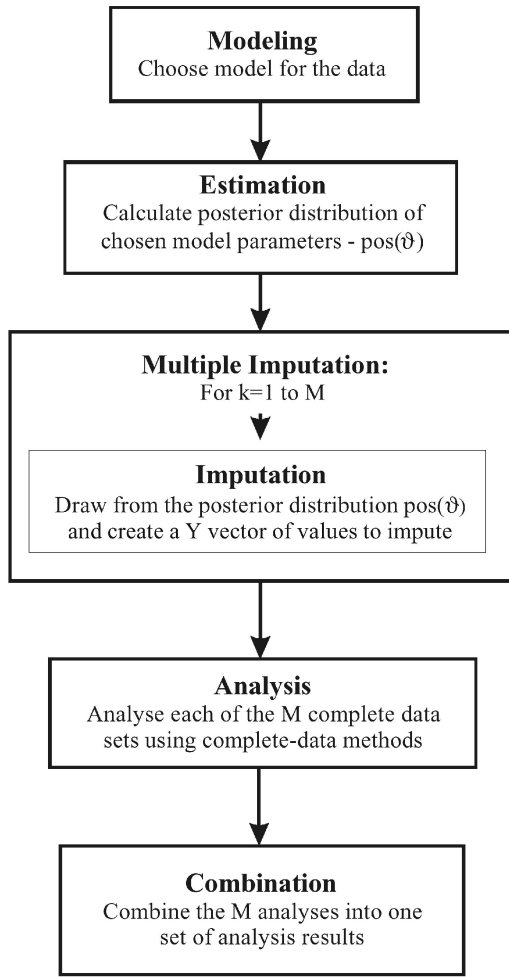 Modeling
Choose model for the data
Estimation
Calculate posterior distribution of
chosen model parameters - pos(ϑ)
Multiple Imputation:
For k=1 to M
Imputation
Draw from the posterior distribution pos(ϑ)
and create a Y vector of values to impute
Analysis
Analyse each of the M complete data
sets using complete-data methods
Combination
Combine the M analyses into one
set of analysis results